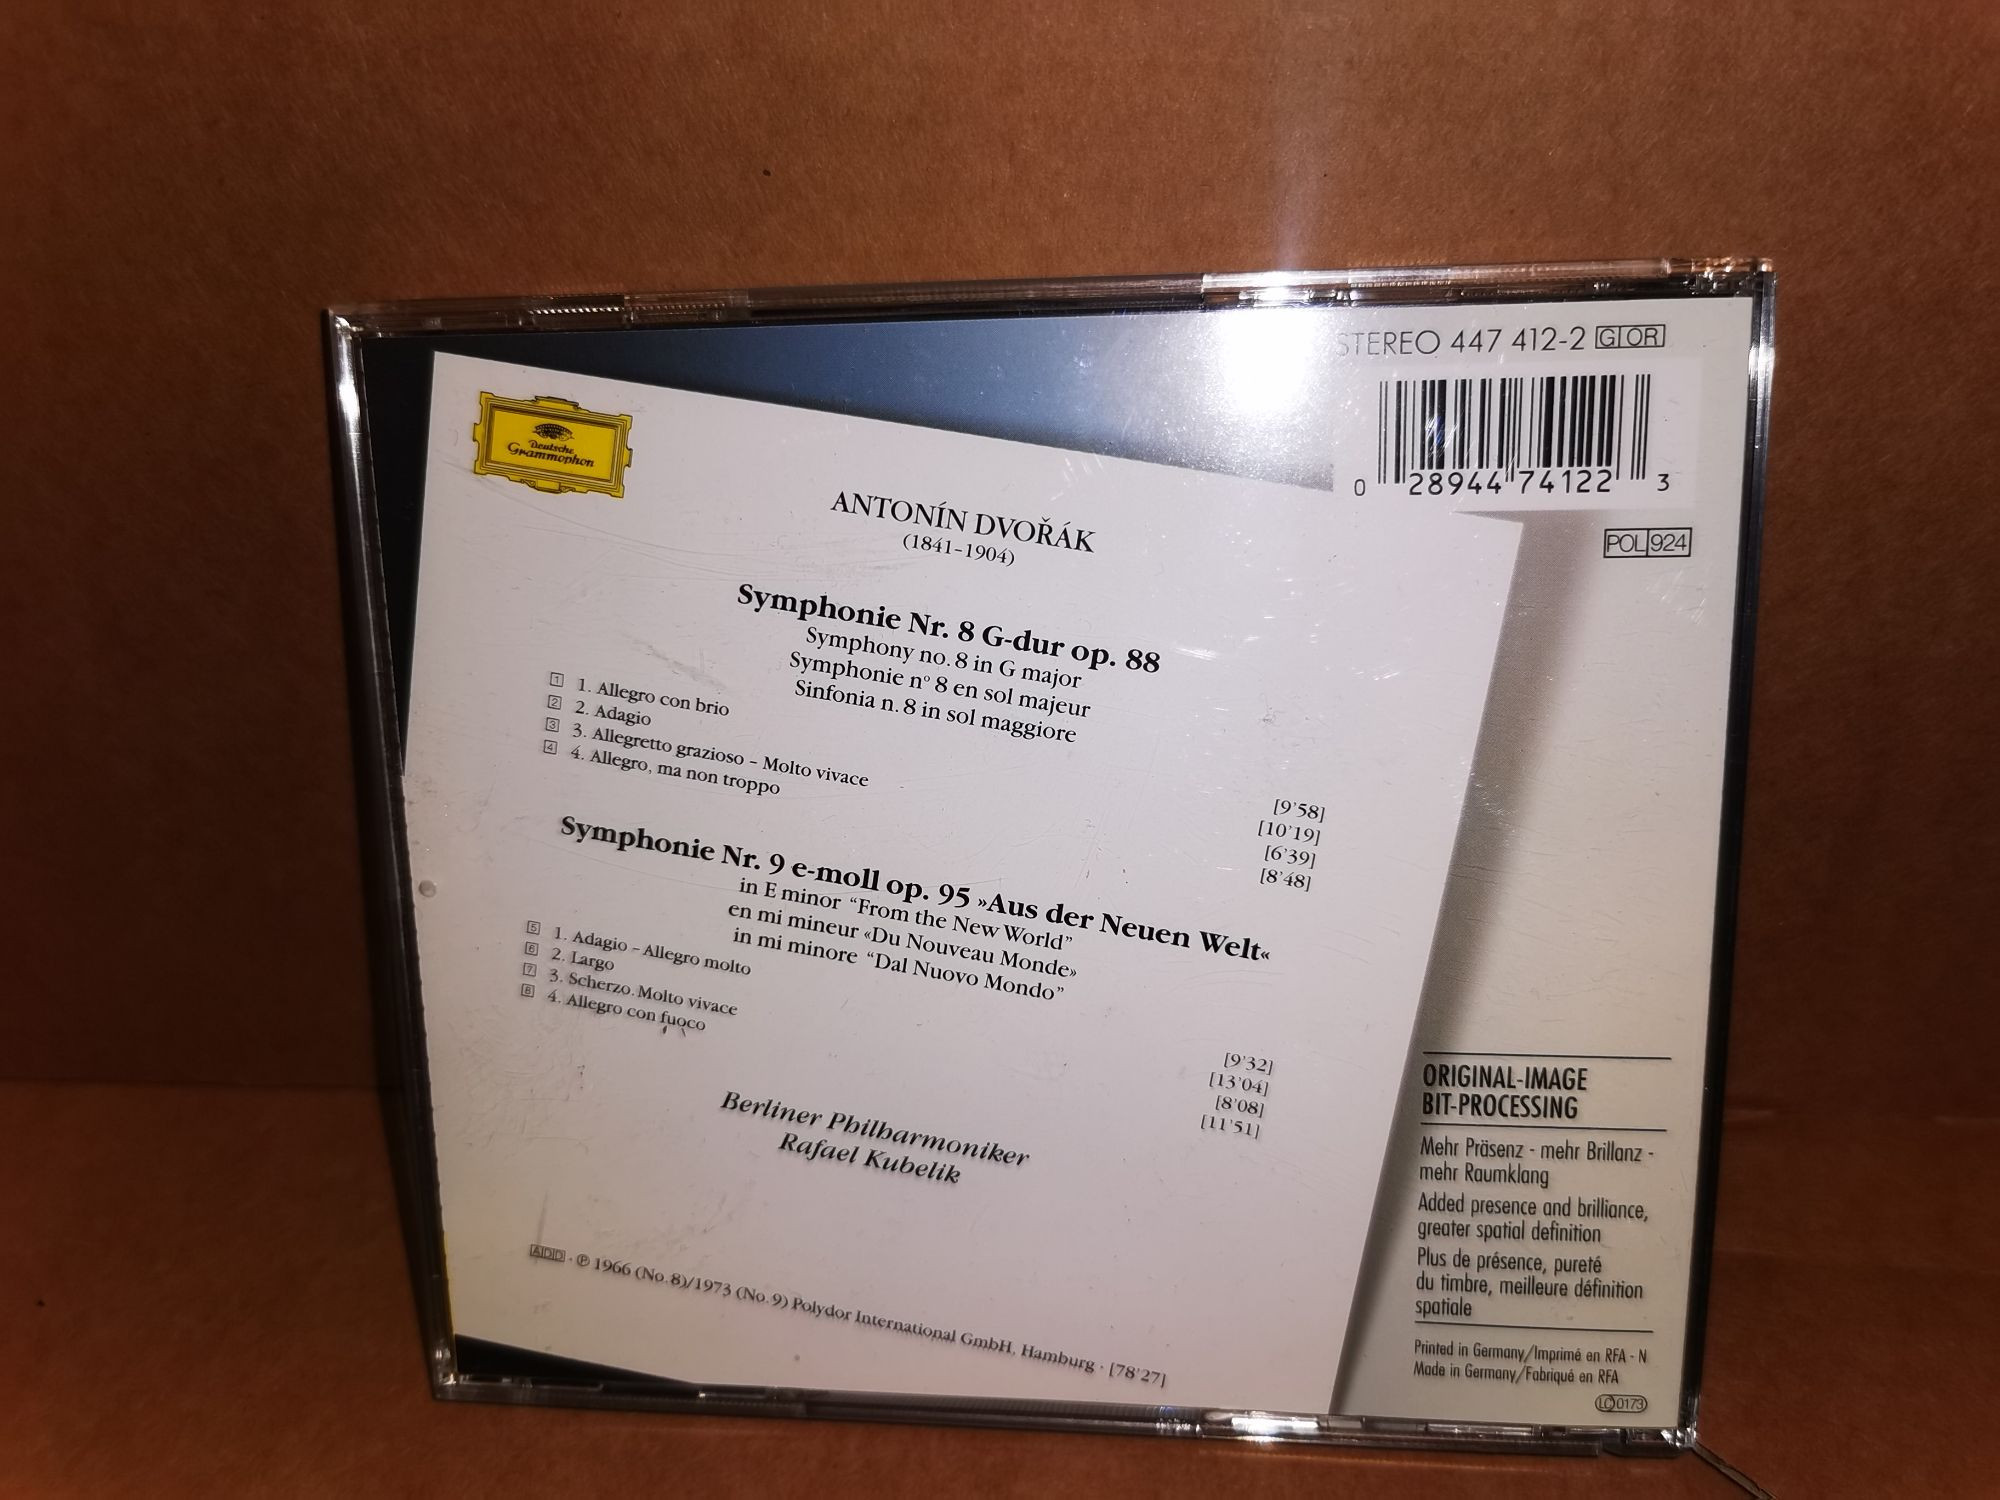 STEREO 447 412-2 GI OR
0 28944 74122 3
POL 924
Deutsche
Grammophon
ANTONÍN DVOŘÁK
(1841-1904)
Symphonie Nr. 8 G-dur op. 88
Symphony no. 8 in G major
Symphonie nº 8 en sol majeur
Sinfonia n. 8 in sol maggiore
1 1. Allegro con brio [9'58]
2 2. Adagio [10'19]
3 3. Allegretto grazioso – Molto vivace [6'39]
4 4. Allegro, ma non troppo [8'48]
Symphonie Nr. 9 e-moll op. 95 »Aus der Neuen Welt«
in E minor “From the New World”
en mi mineur «Du Nouveau Monde»
in mi minore “Dal Nuovo Mondo”
5 1. Adagio – Allegro molto [9'32]
6 2. Largo [13'04]
7 3. Scherzo. Molto vivace [8'08]
8 4. Allegro con fuoco [11'51]
Berliner Philharmoniker
Rafael Kubelik
ADD · ℗ 1966 (No. 8)/1973 (No. 9) Polydor International GmbH, Hamburg · [78'27]
ORIGINAL-IMAGE
BIT-PROCESSING
Mehr Präsenz - mehr Brillanz -
mehr Raumklang
Added presence and brilliance,
greater spatial definition
Plus de présence, pureté
du timbre, meilleure définition
spatiale
Printed in Germany/Imprimé en RFA - N
Made in Germany/Fabriqué en RFA
LC 0173